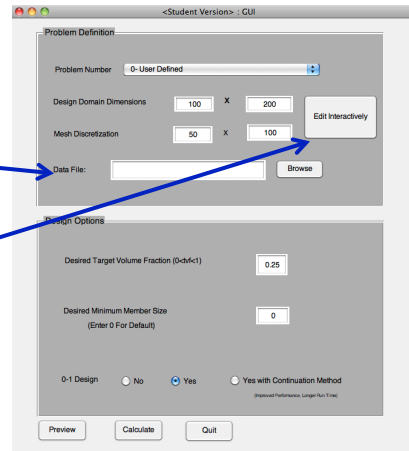 <Student Version> : GUI
Problem Definition
Problem Number 0- User Defined
Design Domain Dimensions 100 X 200
Edit Interactively
Mesh Discretization 50 X 100
Data File: Browse
Design Options
Desired Target Volume Fraction (0<dvf<1) 0.25
Desired Minimum Member Size 0
(Enter 0 For Default)
0-1 Design No Yes Yes with Continuation Method
(Improved Performance, Longer Run Time)
Preview Calculate Quit